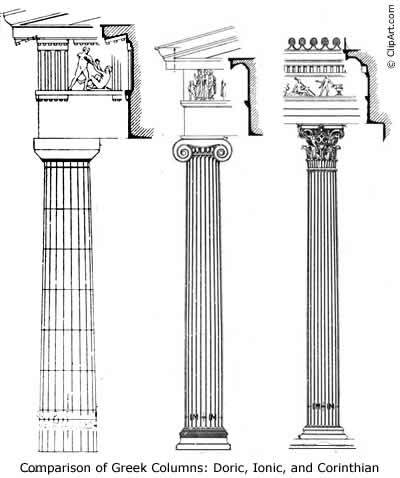 © ClipArt.com
Comparison of Greek Columns: Doric, Ionic, and Corinthian